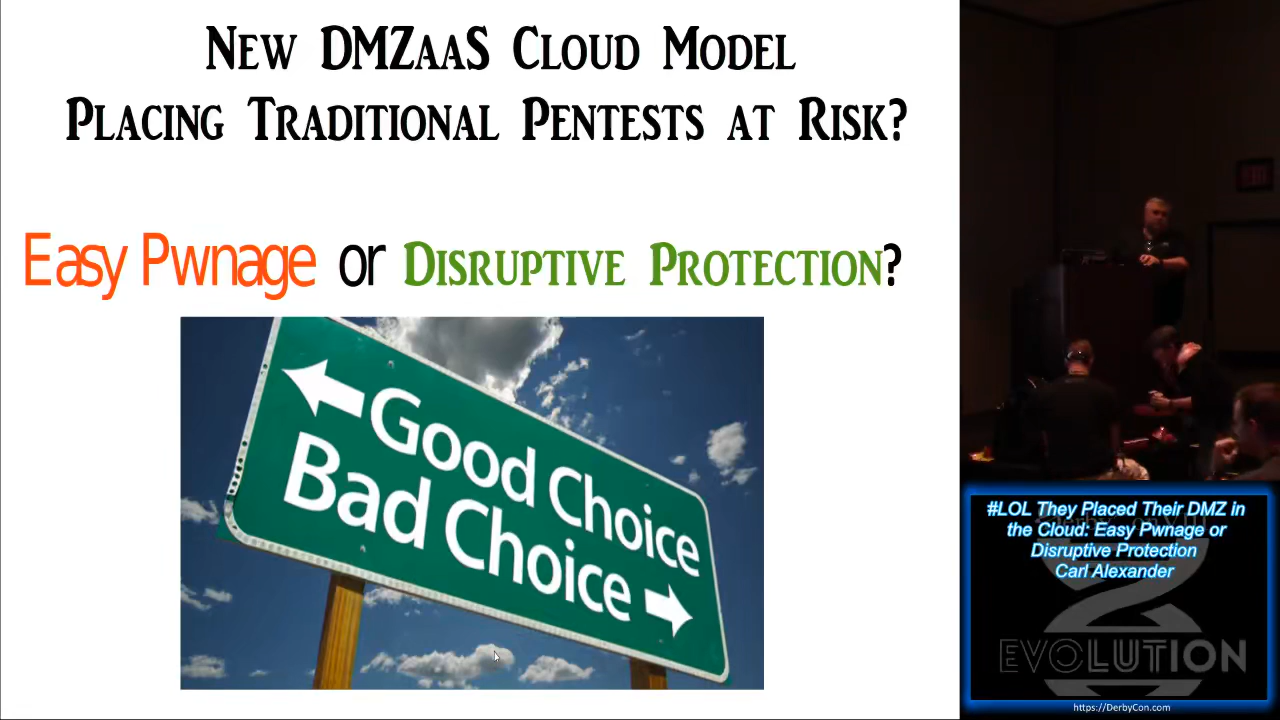 New DMZaaS Cloud Model
Placing Traditional Pentests at Risk?
Easy Pwnage or Disruptive Protection?
Good Choice
Bad Choice
#LOL They Placed Their DMZ in
the Cloud: Easy Pwnage or
Disruptive Protection
Carl Alexander
EVOLUTION
https://DerbyCon.com